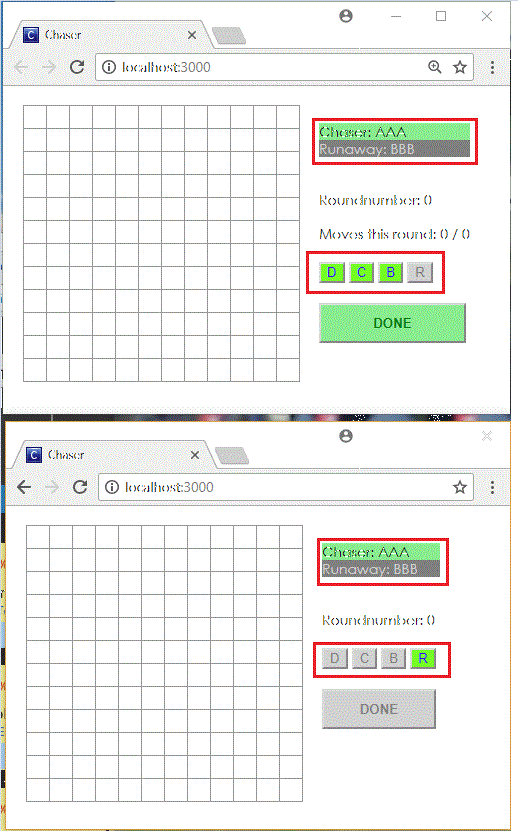 C Chaser
localhost:3000
Chaser: AAA
Runaway: BBB
Roundnumber: 0
Moves this round: 0 / 0
D C B R
DONE
C Chaser
localhost:3000
Chaser: AAA
Runaway: BBB
Roundnumber: 0
D C B R
DONE